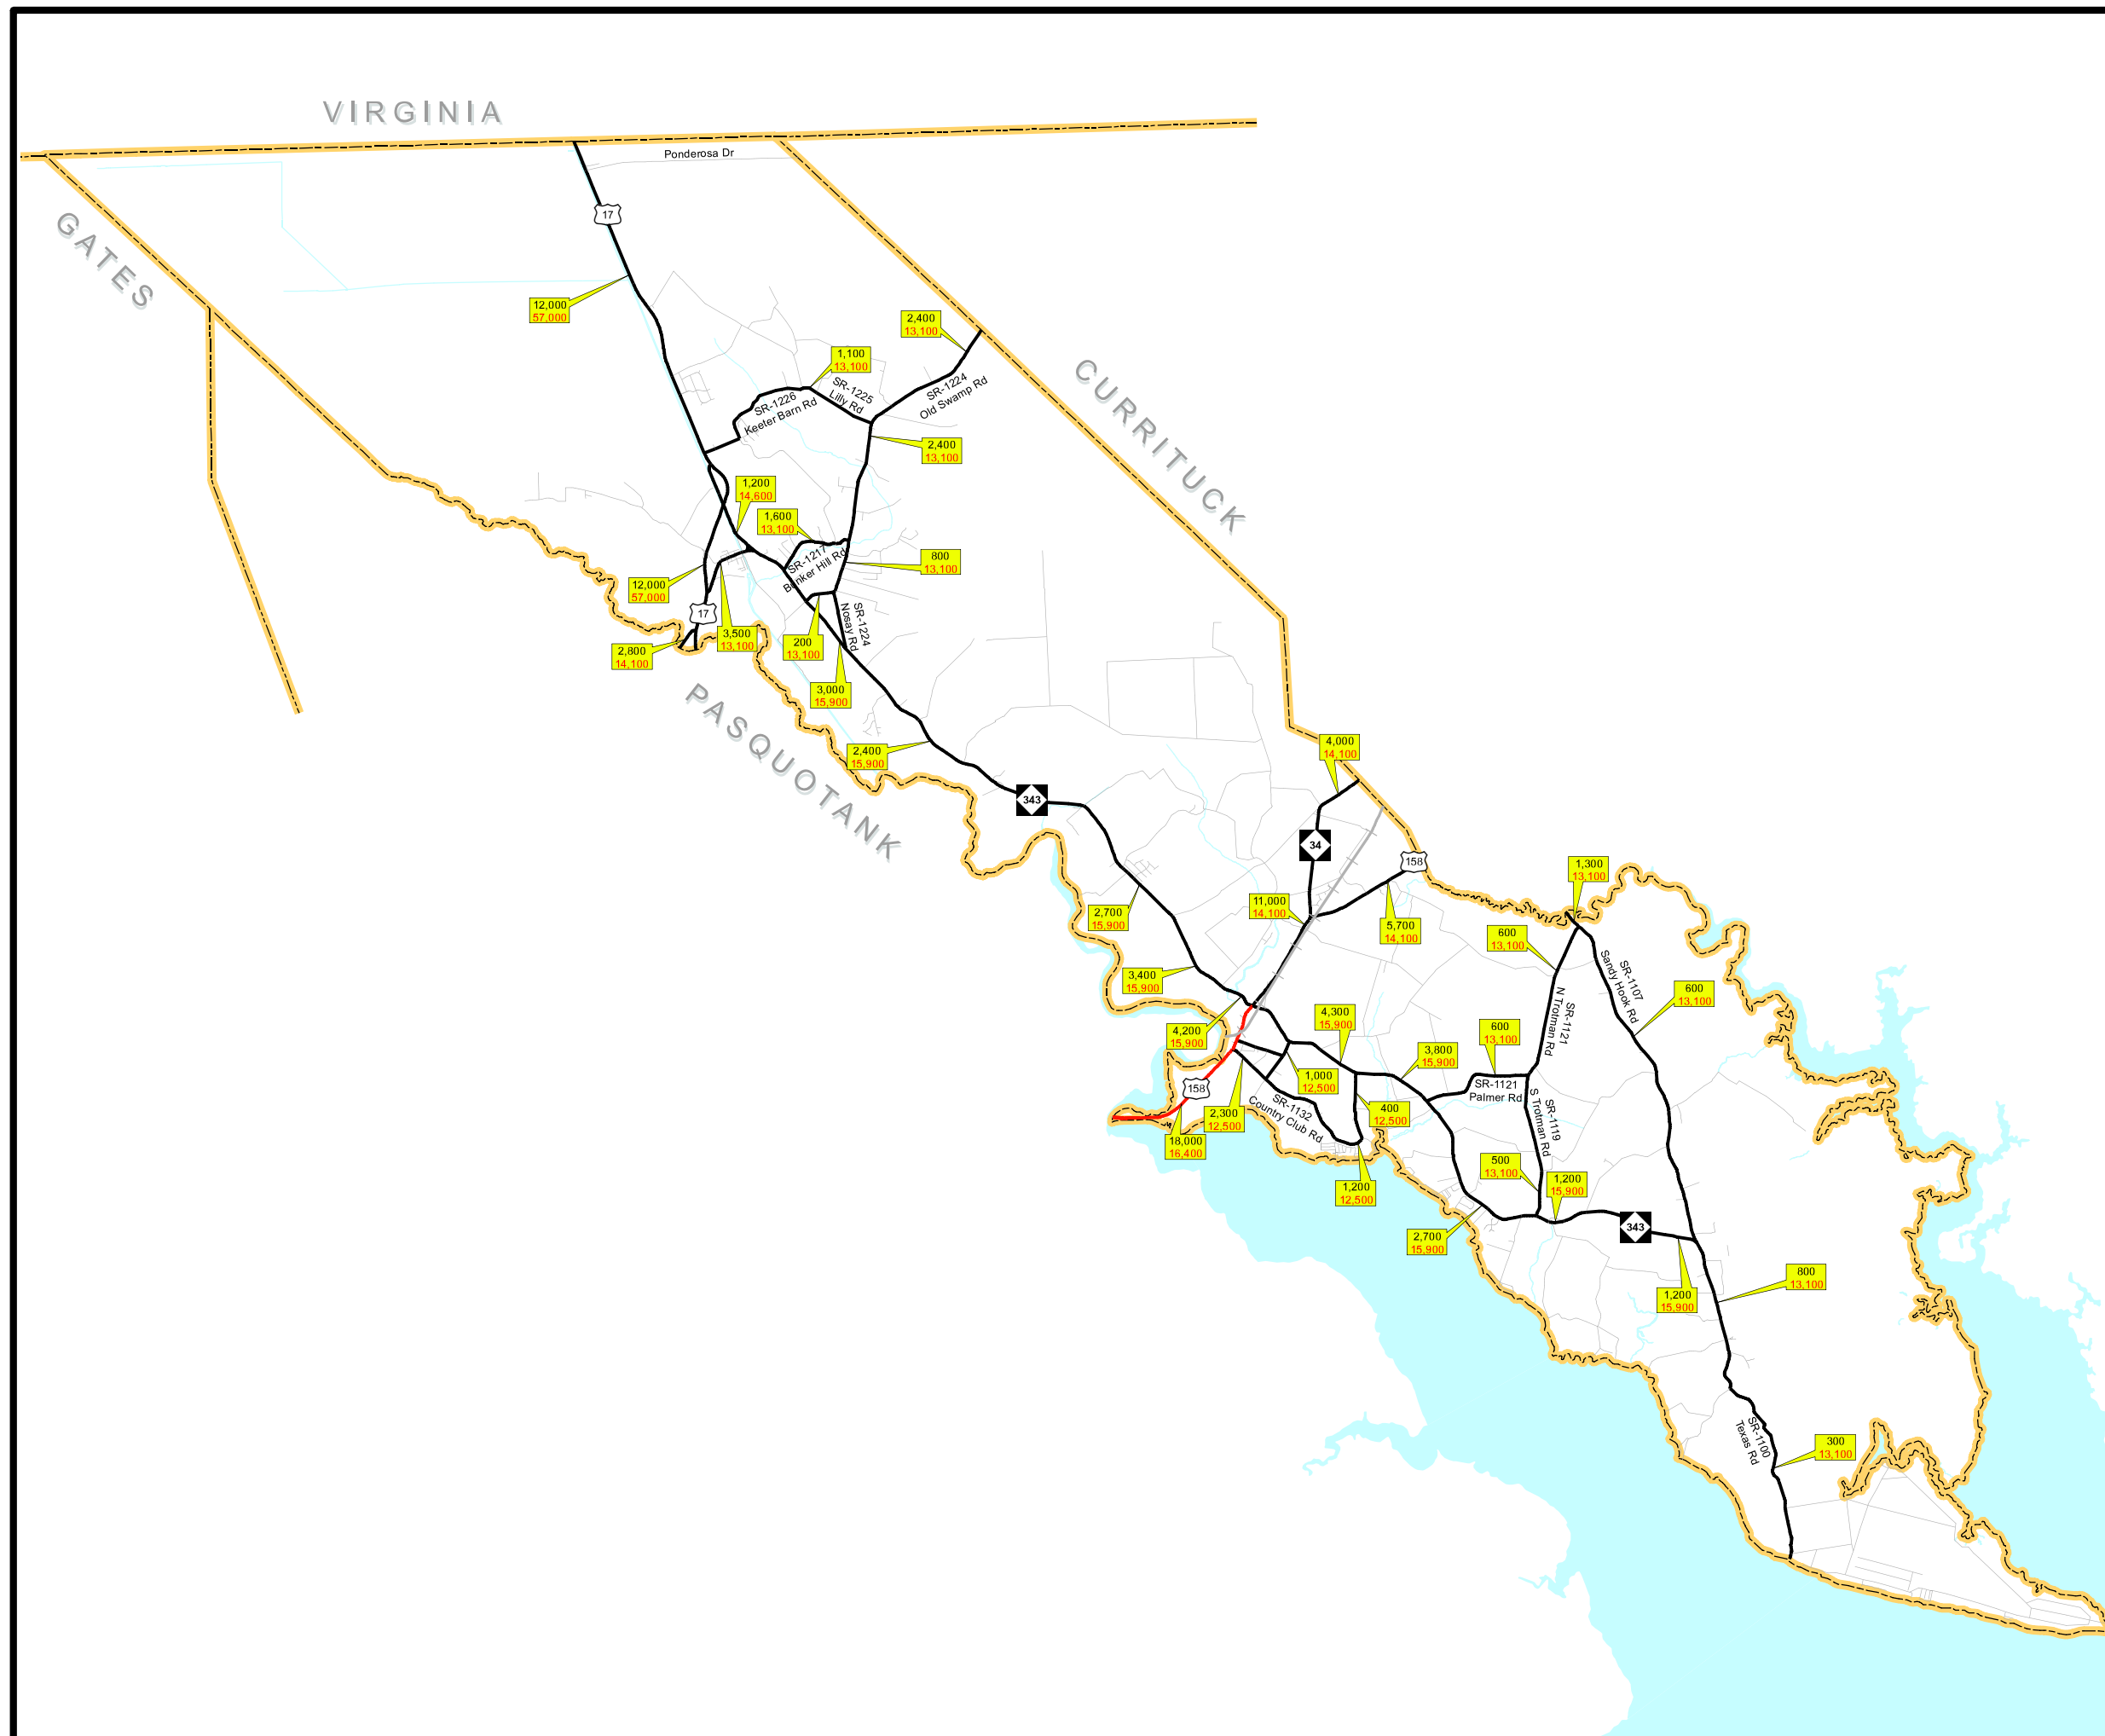 VIRGINIA
Ponderosa Dr
GATES
17
12,000
57,000
2,400
13,100
1,100
13,100
CURRITUCK
SR-1225
Lilly Rd
SR-1224
Old Swamp Rd
SR-1226
Keeter Barn Rd
2,400
13,100
1,200
14,600
1,600
13,100
SR-1217
Bunker Hill Rd
800
13,100
12,000
57,000
17
3,500
13,100
2,800
14,100
200
13,100
SR-1224
Nosay Rd
3,000
15,900
PASQUOTANK
2,400
15,900
343
4,000
14,100
34
158
1,300
13,100
2,700
15,900
11,000
14,100
5,700
14,100
600
13,100
SR-1107
Sandy Hook Rd
3,400
15,900
600
13,100
4,200
15,900
4,300
15,900
600
13,100
SR-1121
N Trotman Rd
3,800
15,900
1,000
12,500
158
SR-1121
Palmer Rd
2,300
12,500
SR-1132
Country Club Rd
400
12,500
SR-1119
S Trotman Rd
18,000
16,400
500
13,100
1,200
15,900
1,200
12,500
343
2,700
15,900
800
13,100
1,200
15,900
SR-1100
Texas Rd
300
13,100